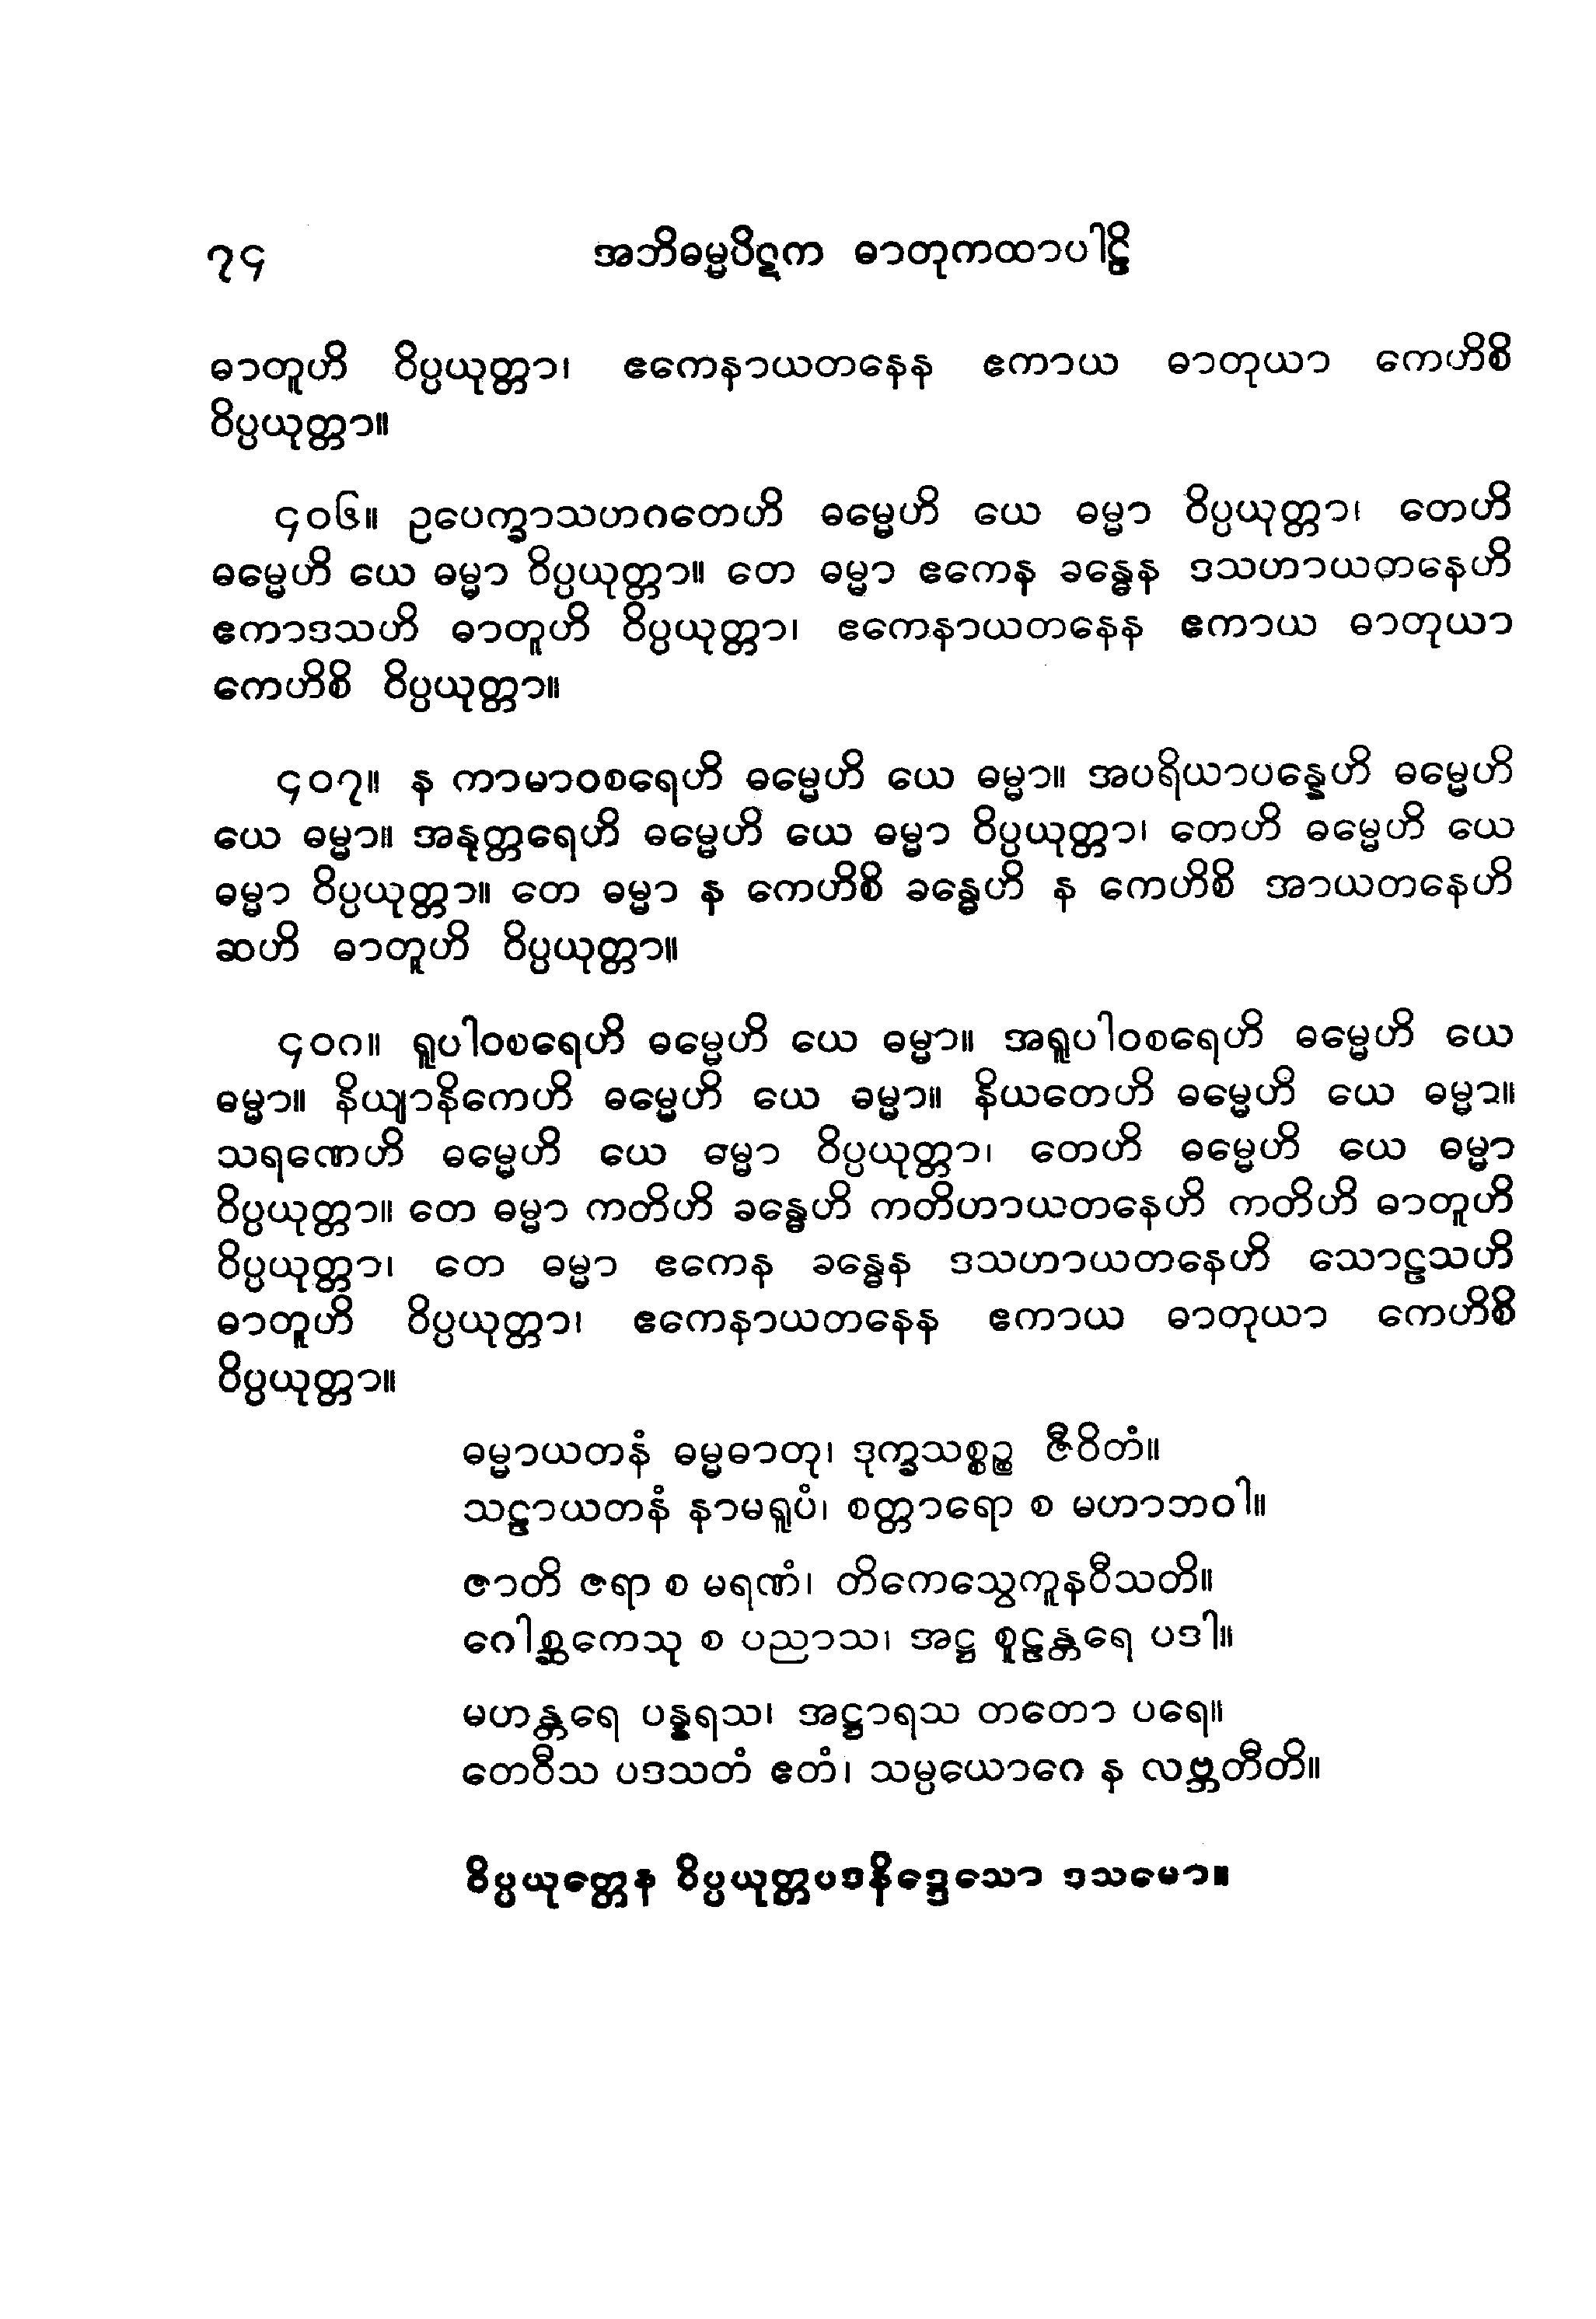 ၇၄ အဘိဓမ္မပိဋက ဓာတုကထာပါဠိ
ဓာတူဟိ ဝိပ္ပယုတ္တာ၊ ဧကေနာယတနေန ဧကာယ ဓာတုယာ ကေဟိစိ
ဝိပ္ပယုတ္တာ။
၄၀၆။ ဥပေက္ခာသဟဂတေဟိ ဓမ္မေဟိ ယေ ဓမ္မာ ဝိပ္ပယုတ္တာ၊ တေဟိ
ဓမ္မေဟိ ယေ ဓမ္မာ ဝိပ္ပယုတ္တာ။ တေ ဓမ္မာ ဧကေန ခန္ဓေန ဒသဟာယတနေဟိ
ဧကာဒသဟိ ဓာတူဟိ ဝိပ္ပယုတ္တာ၊ ဧကေနာယတနေန ဧကာယ ဓာတုယာ
ကေဟိစိ ဝိပ္ပယုတ္တာ။
၄၀၇။ န ကာမာဝစရေဟိ ဓမ္မေဟိ ယေ ဓမ္မာ။ အပရိယာပန္နေဟိ ဓမ္မေဟိ
ယေ ဓမ္မာ။ အနုတ္တရေဟိ ဓမ္မေဟိ ယေ ဓမ္မာ ဝိပ္ပယုတ္တာ၊ တေဟိ ဓမ္မေဟိ ယေ
ဓမ္မာ ဝိပ္ပယုတ္တာ။ တေ ဓမ္မာ န ကေဟိစိ ခန္ဓေဟိ န ကေဟိစိ အာယတနေဟိ
ဆဟိ ဓာတူဟိ ဝိပ္ပယုတ္တာ။
၄၀၈။ ရူပါဝစရေဟိ ဓမ္မေဟိ ယေ ဓမ္မာ။ အရူပါဝစရေဟိ ဓမ္မေဟိ ယေ
ဓမ္မာ။ နိယျာနိကေဟိ ဓမ္မေဟိ ယေ ဓမ္မာ။ နိယတေဟိ ဓမ္မေဟိ ယေ ဓမ္မာ။
သရဏေဟိ ဓမ္မေဟိ ယေ ဓမ္မာ ဝိပ္ပယုတ္တာ၊ တေဟိ ဓမ္မေဟိ ယေ ဓမ္မာ
ဝိပ္ပယုတ္တာ။ တေ ဓမ္မာ ကတိဟိ ခန္ဓေဟိ ကတိဟာယတနေဟိ ကတိဟိ ဓာတူဟိ
ဝိပ္ပယုတ္တာ၊ တေ ဓမ္မာ ဧကေန ခန္ဓေန ဒသဟာယတနေဟိ သောဠသဟိ
ဓာတူဟိ ဝိပ္ပယုတ္တာ၊ ဧကေနာယတနေန ဧကာယ ဓာတုယာ ကေဟိစိ
ဝိပ္ပယုတ္တာ။
ဓမ္မာယတနံ ဓမ္မဓာတု၊ ဒုက္ခသစ္စဉ္စ ဇီဝိတံ။
သဠာယတနံ နာမရူပံ၊ စတ္တာရော စ မဟာဘဝါ။
ဇာတိ ဇရာ စ မရဏံ၊ တိကေသွေကူနဝီသတိ။
ဂေါစ္ဆကေသု စ ပညာသ၊ အဋ္ဌ စူဠန္တရေ ပဒါ။
မဟန္တရေ ပန္နရသ၊ အဋ္ဌာရသ တတော ပရေ။
တေဝီသ ပဒသတံ ဧတံ၊ သမ္ပယောဂေ န လဗ္ဘတီတိ။
ဝိပ္ပယုတ္တေန ဝိပ္ပယုတ္တပဒနိဒ္ဒေသော ဒသမော။